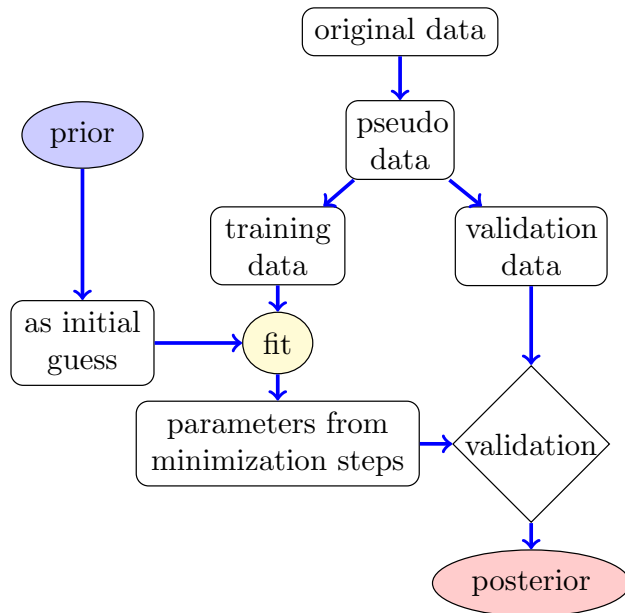 original data
prior
pseudo
data
training
data
validation
data
as initial
guess
fit
parameters from
minimization steps
validation
posterior